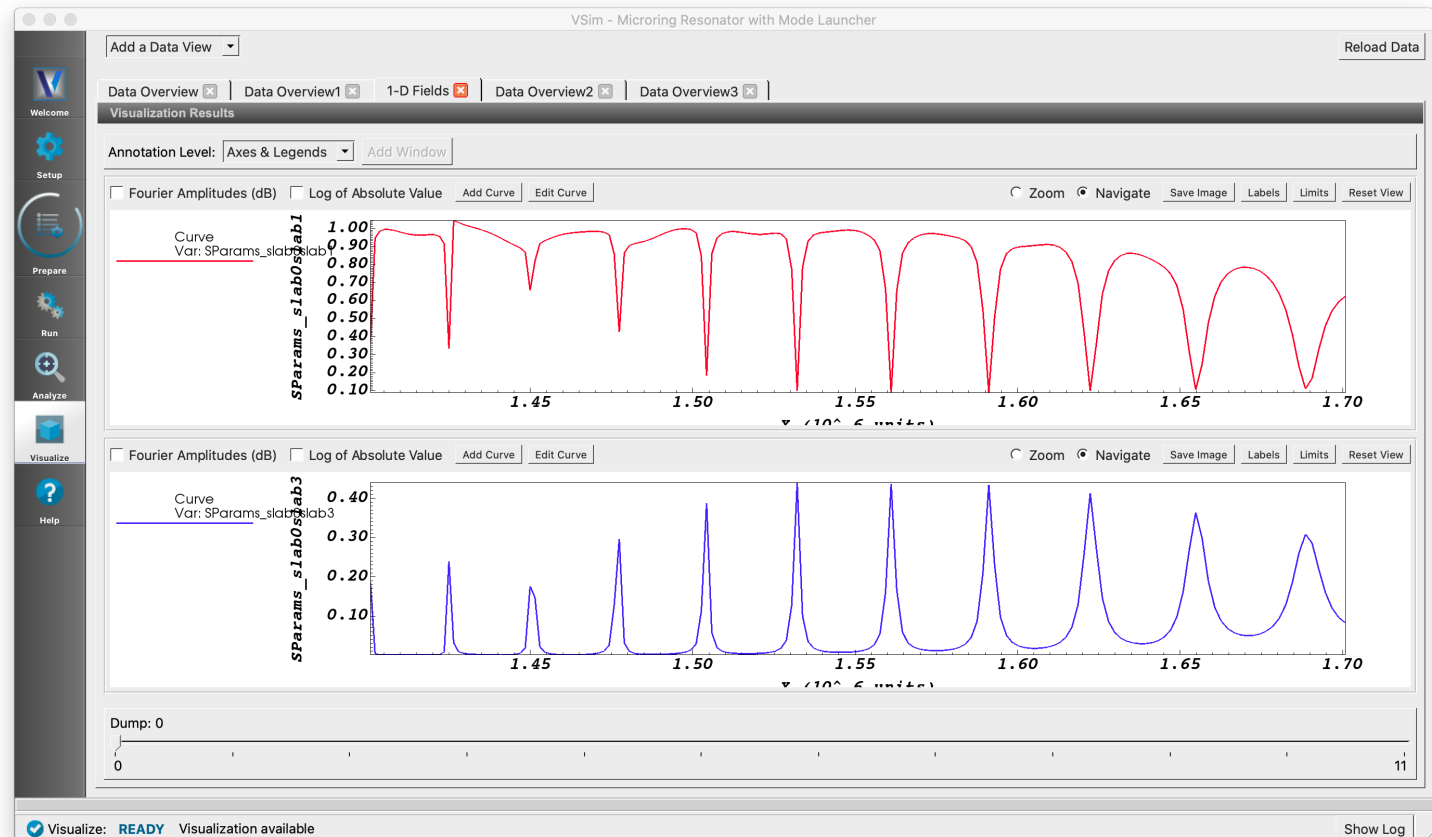 VSim - Microring Resonator with Mode Launcher
Add a Data View
Reload Data
Data Overview
Data Overview1
1-D Fields
Data Overview2
Data Overview3
Visualization Results
Annotation Level: Axes & Legends Add Window
Welcome
Setup
Prepare
Run
Analyze
Visualize
Help
Fourier Amplitudes (dB) Log of Absolute Value Add Curve Edit Curve Zoom Navigate Save Image Labels Limits Reset View
Curve
Var: SParams_slab0slab1
SParams_slab0slab1
1.00
0.90
0.80
0.70
0.60
0.50
0.40
0.30
0.20
0.10
1.45 1.50 1.55 1.60 1.65 1.70
Fourier Amplitudes (dB) Log of Absolute Value Add Curve Edit Curve Zoom Navigate Save Image Labels Limits Reset View
Curve
Var: SParams_slab0slab3
SParams_slab0slab3
0.40
0.30
0.20
0.10
1.45 1.50 1.55 1.60 1.65 1.70
Dump: 0
0 11
Visualize: READY Visualization available
Show Log